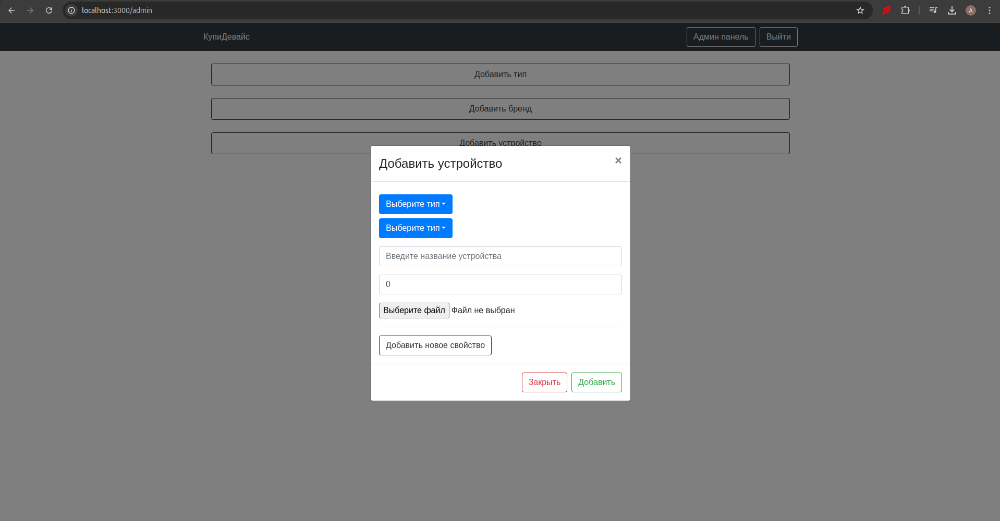 localhost:3000/admin
A
КупиДевайс
Админ панель
Выйти
Добавить тип
Добавить бренд
Добавить устройство
Добавить устройство
×
Выберите тип
Выберите тип
Введите название устройства
0
Выберите файл Файл не выбран
Добавить новое свойство
Закрыть
Добавить